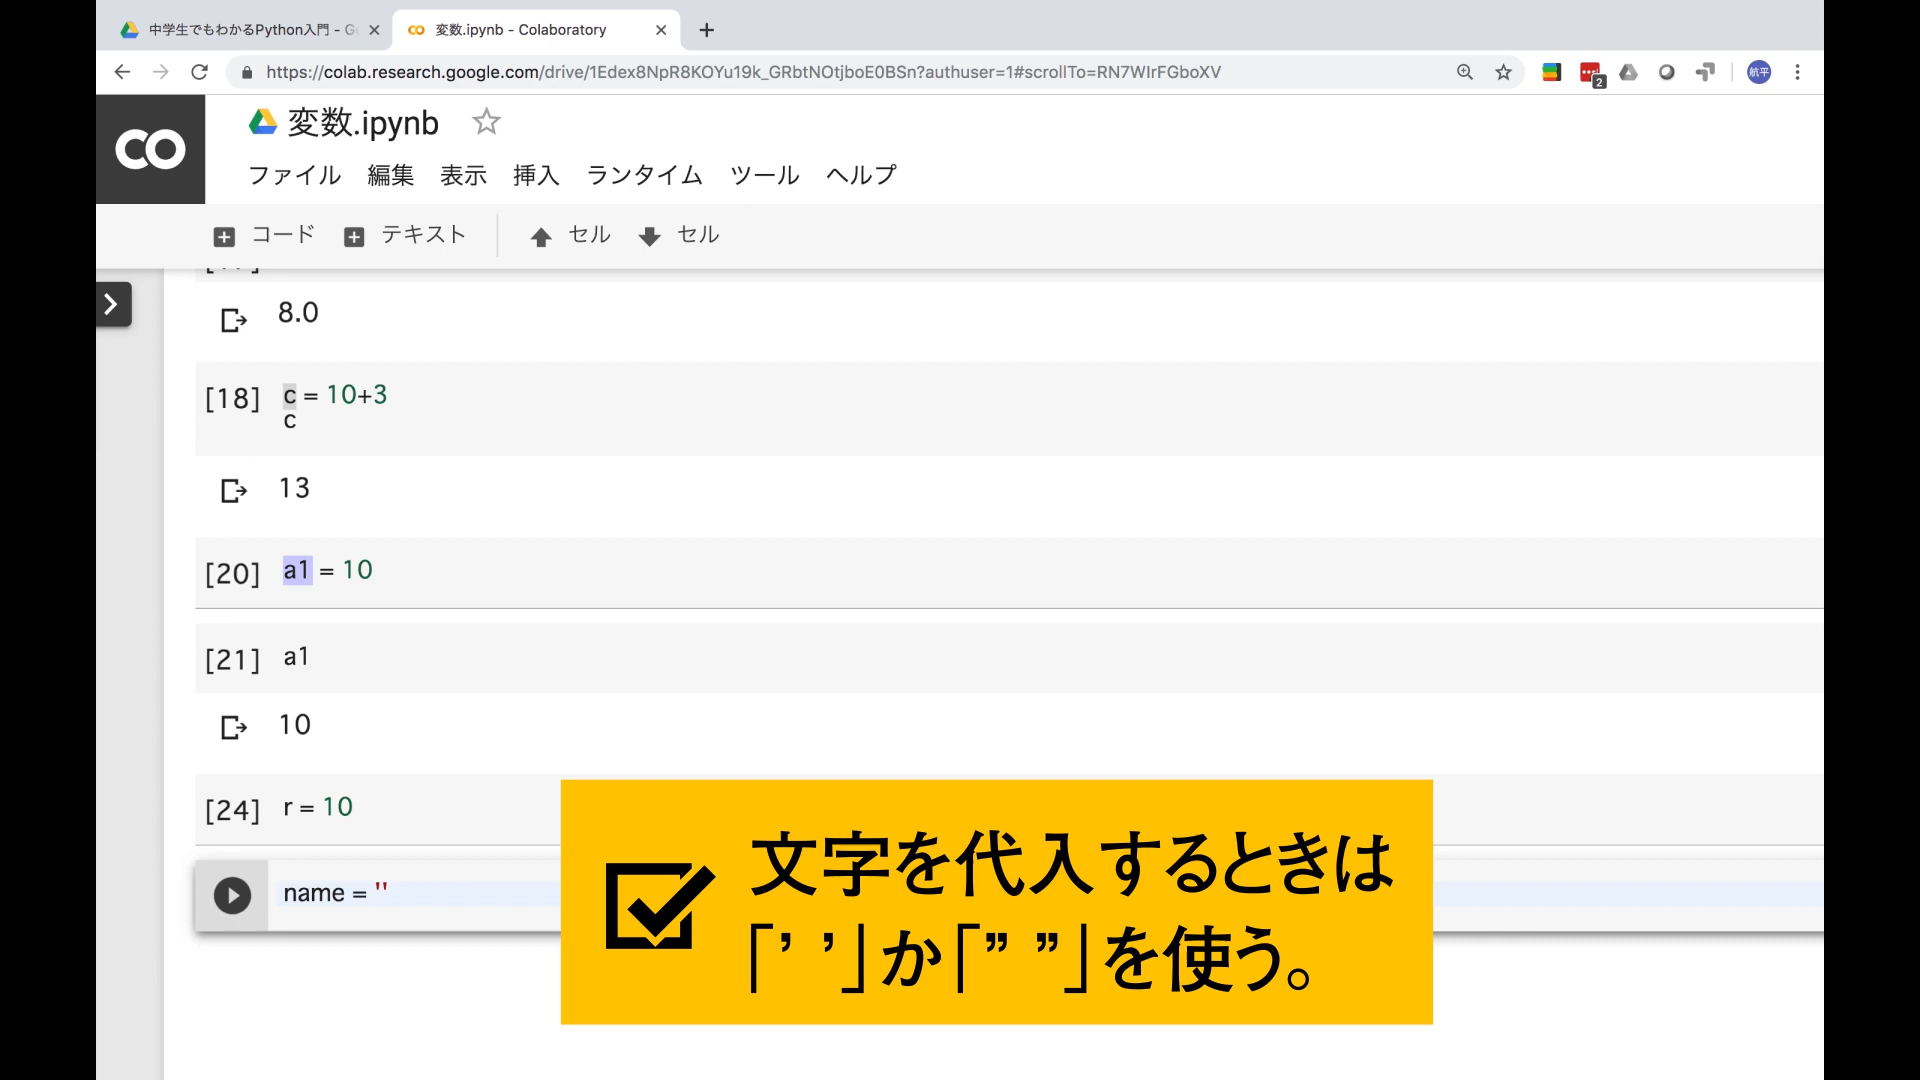 中学生でもわかるPython入門 - G
変数.ipynb - Colaboratory
https://colab.research.google.com/drive/1Edex8NpR8KOYu19k_GRbtNOtjboE0BSn?authuser=1#scrollTo=RN7WIrFGboXV
2
航平
CO
変数.ipynb
ファイル 編集 表示 挿入 ランタイム ツール ヘルプ
コード テキスト セル セル
8.0
[18] c = 10+3
c
13
[20] a1 = 10
[21] a1
10
[24] r = 10
name = ''
文字を代入するときは
「’ ’」か「” ”」を使う。